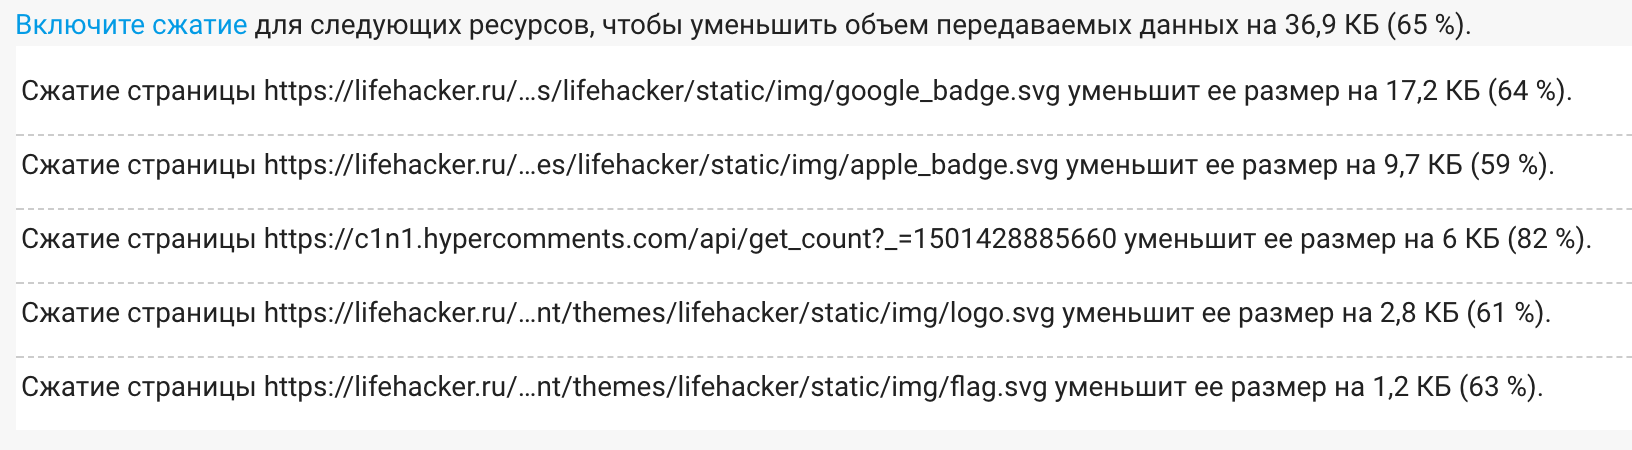 Включите сжатие для следующих ресурсов, чтобы уменьшить объем передаваемых данных на 36,9 КБ (65 %).
Сжатие страницы https://lifehacker.ru/…s/lifehacker/static/img/google_badge.svg уменьшит ее размер на 17,2 КБ (64 %).
Сжатие страницы https://lifehacker.ru/…es/lifehacker/static/img/apple_badge.svg уменьшит ее размер на 9,7 КБ (59 %).
Сжатие страницы https://c1n1.hypercomments.com/api/get_count?_=1501428885660 уменьшит ее размер на 6 КБ (82 %).
Сжатие страницы https://lifehacker.ru/…nt/themes/lifehacker/static/img/logo.svg уменьшит ее размер на 2,8 КБ (61 %).
Сжатие страницы https://lifehacker.ru/…nt/themes/lifehacker/static/img/flag.svg уменьшит ее размер на 1,2 КБ (63 %).